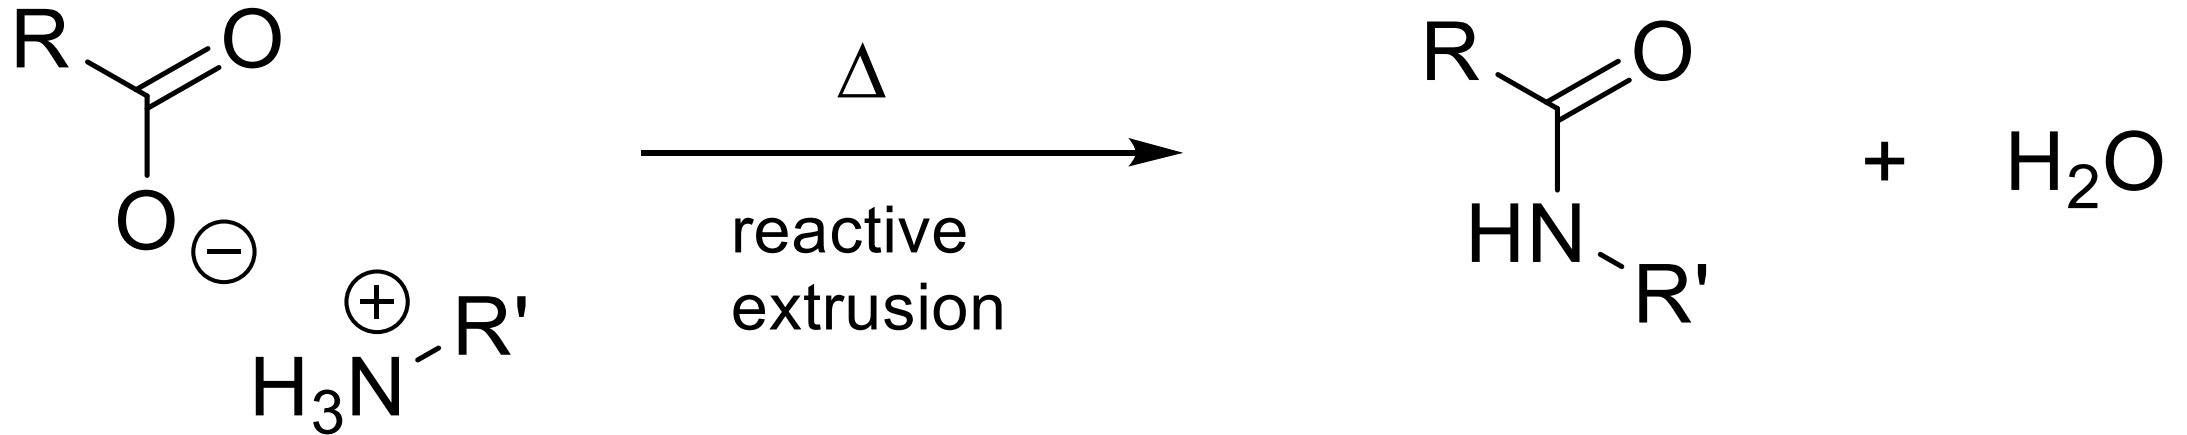 R O
O ⊖
⊕ R'
H₃N
Δ
reactive
extrusion
R O
HN
R'
+ H₂O